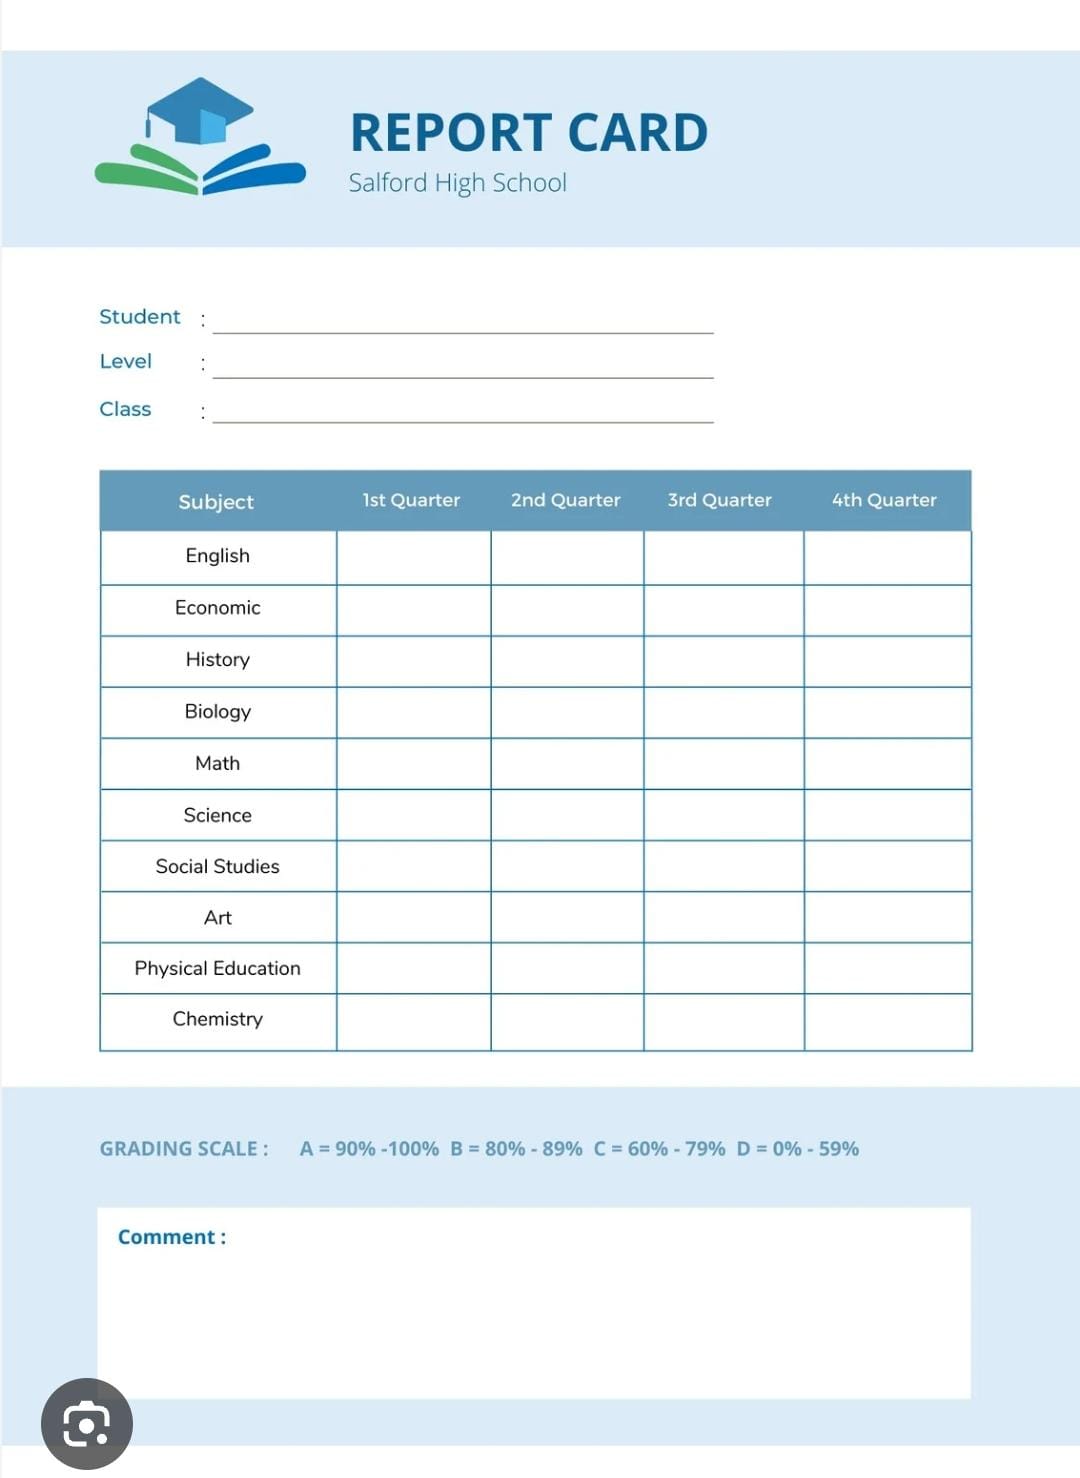 REPORT CARD
Salford High School
Student :
Level :
Class :
Subject 1st Quarter 2nd Quarter 3rd Quarter 4th Quarter
English
Economic
History
Biology
Math
Science
Social Studies
Art
Physical Education
Chemistry
GRADING SCALE : A = 90% -100% B = 80% - 89% C = 60% - 79% D = 0% - 59%
Comment :